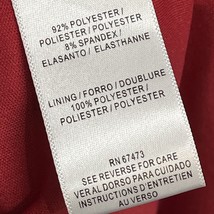 92% POLYESTER /
POLIESTER / POLYESTER
8% SPANDEX /
ELASANTO / ELASTHANNE
LINING / FORRO / DOUBLURE
100% POLYESTER /
POLIESTER / POLYESTER
RN 67473
SEE REVERSE FOR CARE
VER AL DORSO PARA CUIDADO
INSTRUCTIONS D'ENTRETIEN
AU VERSO